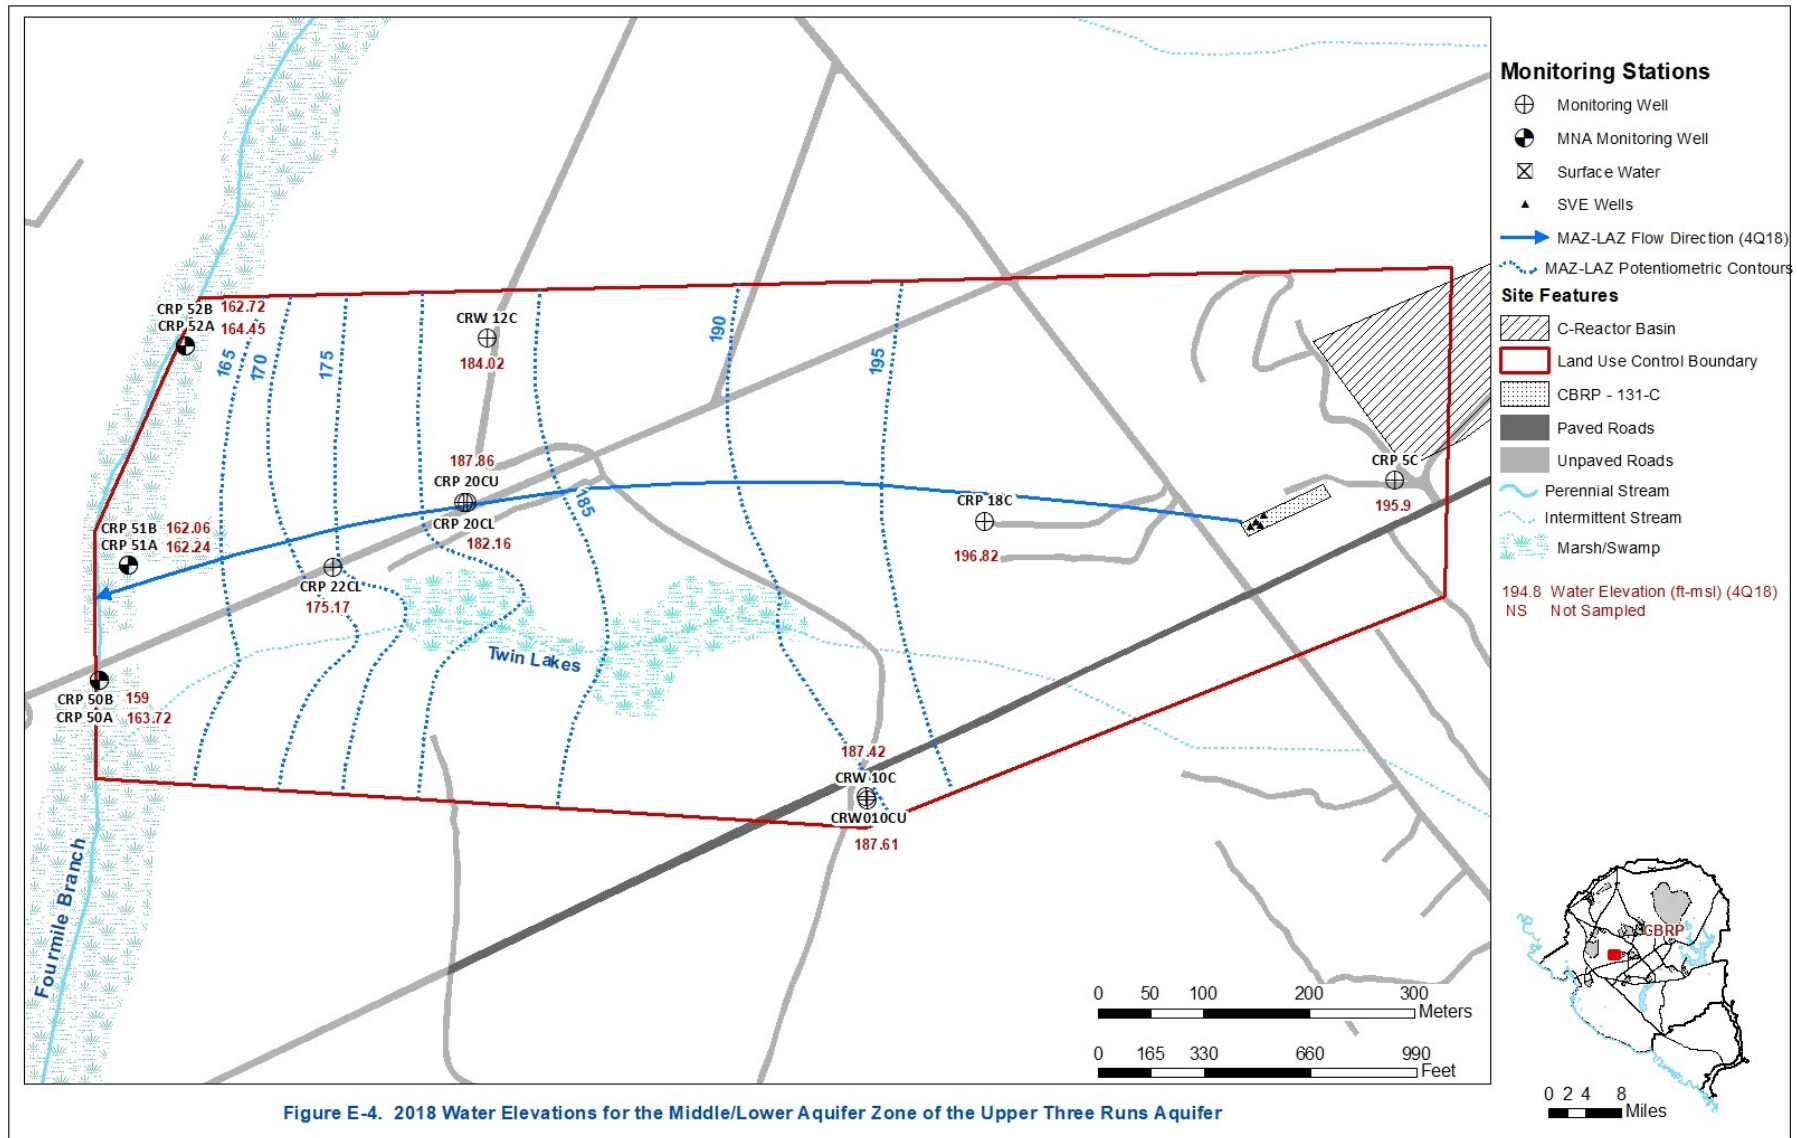 CRP 52B 162.72
CRP 52A 164.45
165
170
175
CRW 12C
184.02
190
195
187.86
CRP 20CU
CRP 20CL
182.16
185
CRP 18C
196.82
CRP 5C
195.9
CRP 51B 162.06
CRP 51A 162.24
CRP 22CL
175.17
Twin Lakes
CRP 50B 159
CRP 50A 163.72
187.42
CRW 10C
CRW010CU
187.61
Fourmile Branch
0 50 100 200 300
Meters
0 165 330 660 990
Feet
Monitoring Stations
Monitoring Well
MNA Monitoring Well
Surface Water
SVE Wells
MAZ-LAZ Flow Direction (4Q18)
MAZ-LAZ Potentiometric Contours
Site Features
C-Reactor Basin
Land Use Control Boundary
CBRP - 131-C
Paved Roads
Unpaved Roads
Perennial Stream
Intermittent Stream
Marsh/Swamp
194.8 Water Elevation (ft-msl) (4Q18)
NS Not Sampled
CBRP
0 2 4 8
Miles
Figure E-4. 2018 Water Elevations for the Middle/Lower Aquifer Zone of the Upper Three Runs Aquifer